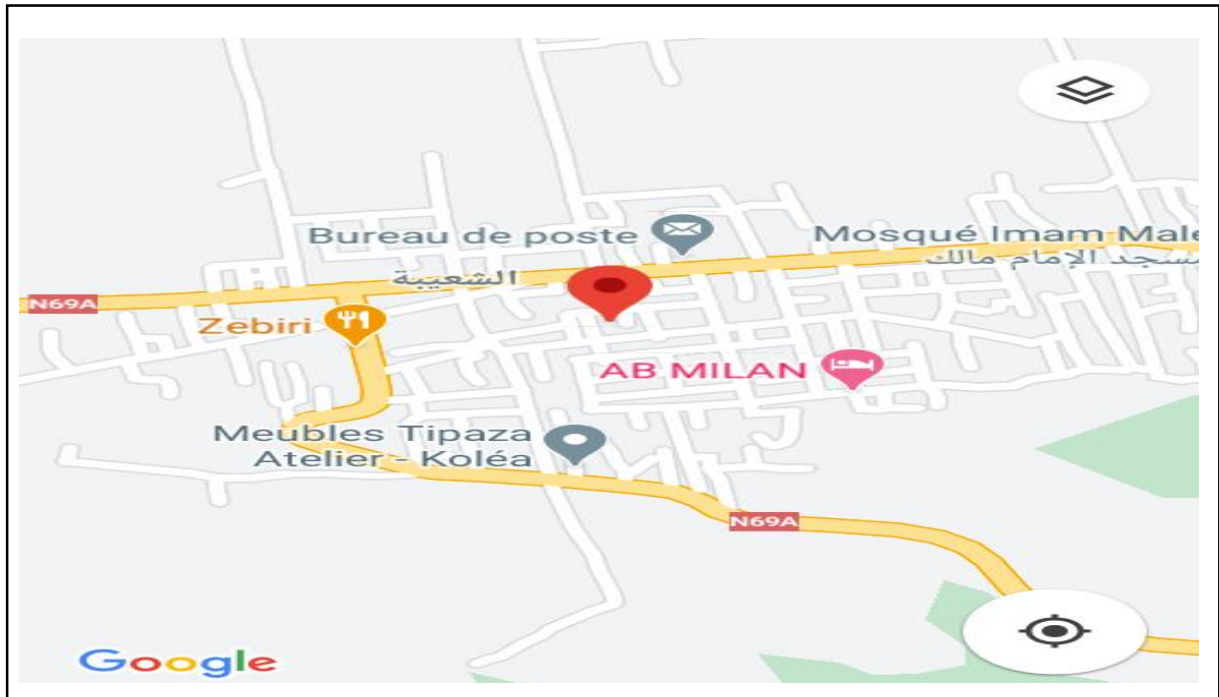 Bureau de poste
الشعيبة
Mosqué Imam Male
مسجد الإمام مالك
N69A
Zebiri
AB MILAN
Meubles Tipaza
Atelier - Koléa
N69A
Google